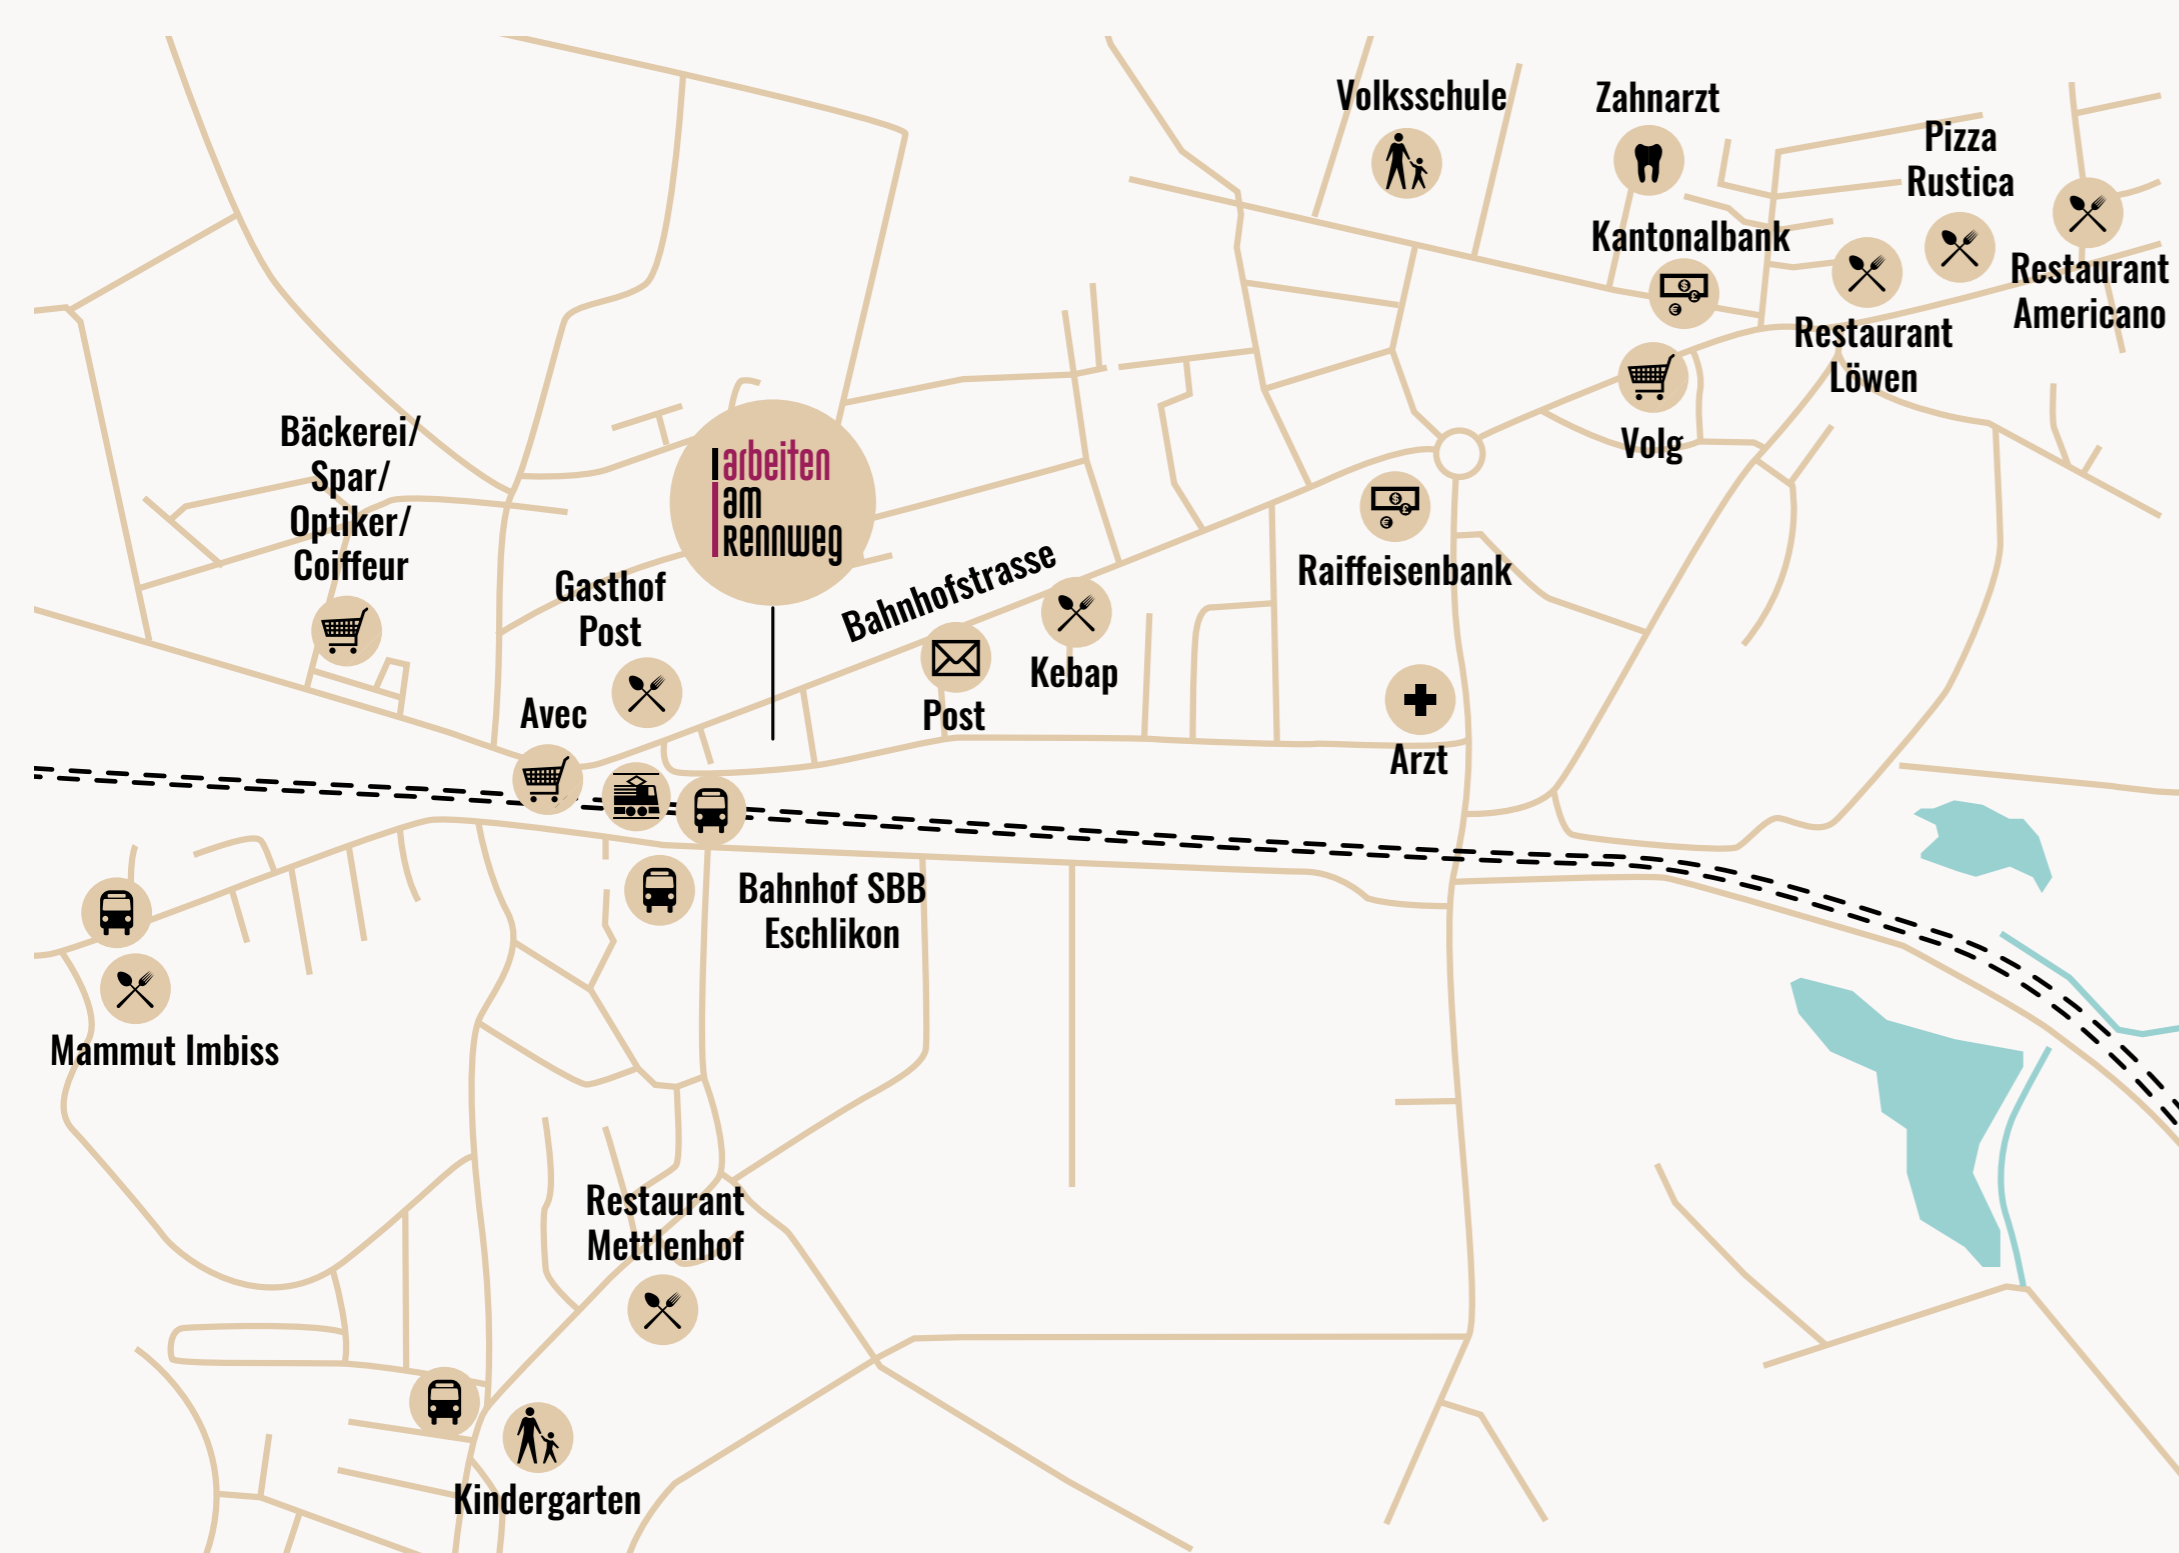 Volksschule
Zahnarzt
Pizza
Rustica
Kantonalbank
Restaurant
Americano
Restaurant
Löwen
Volg
Bäckerei/
Spar/
Optiker/
Coiffeur
arbeiten
am
Rennweg
Gasthof
Post
Bahnhofstrasse
Raiffeisenbank
Kebap
Post
Avec
Arzt
Bahnhof SBB
Eschlikon
Mammut Imbiss
Restaurant
Mettlenhof
Kindergarten